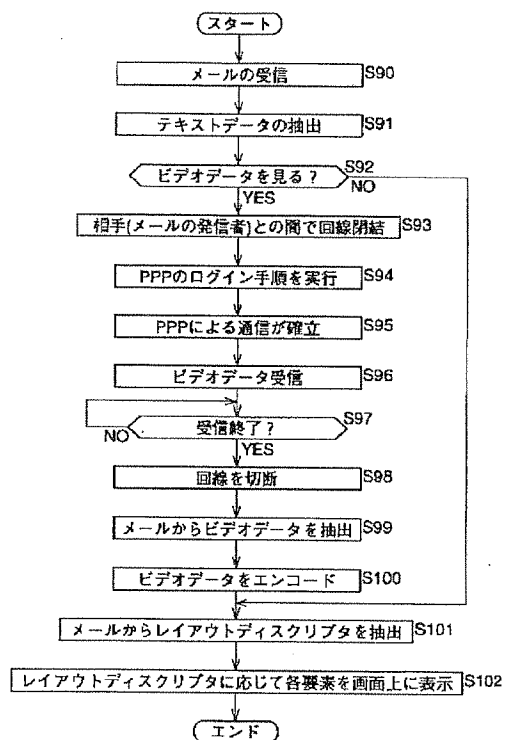 スタート
メールの受信 S90
テキストデータの抽出 S91
ビデオデータを見る? S92
NO
YES
相手(メールの発信者)との間で回線閉結 S93
PPPのログイン手順を実行 S94
PPPによる通信が確立 S95
ビデオデータ受信 S96
受信終了? S97
NO
YES
回線を切断 S98
メールからビデオデータを抽出 S99
ビデオデータをエンコード S100
メールからレイアウトディスクリプタを抽出 S101
レイアウトディスクリプタに応じて各要素を画面上に表示 S102
エンド